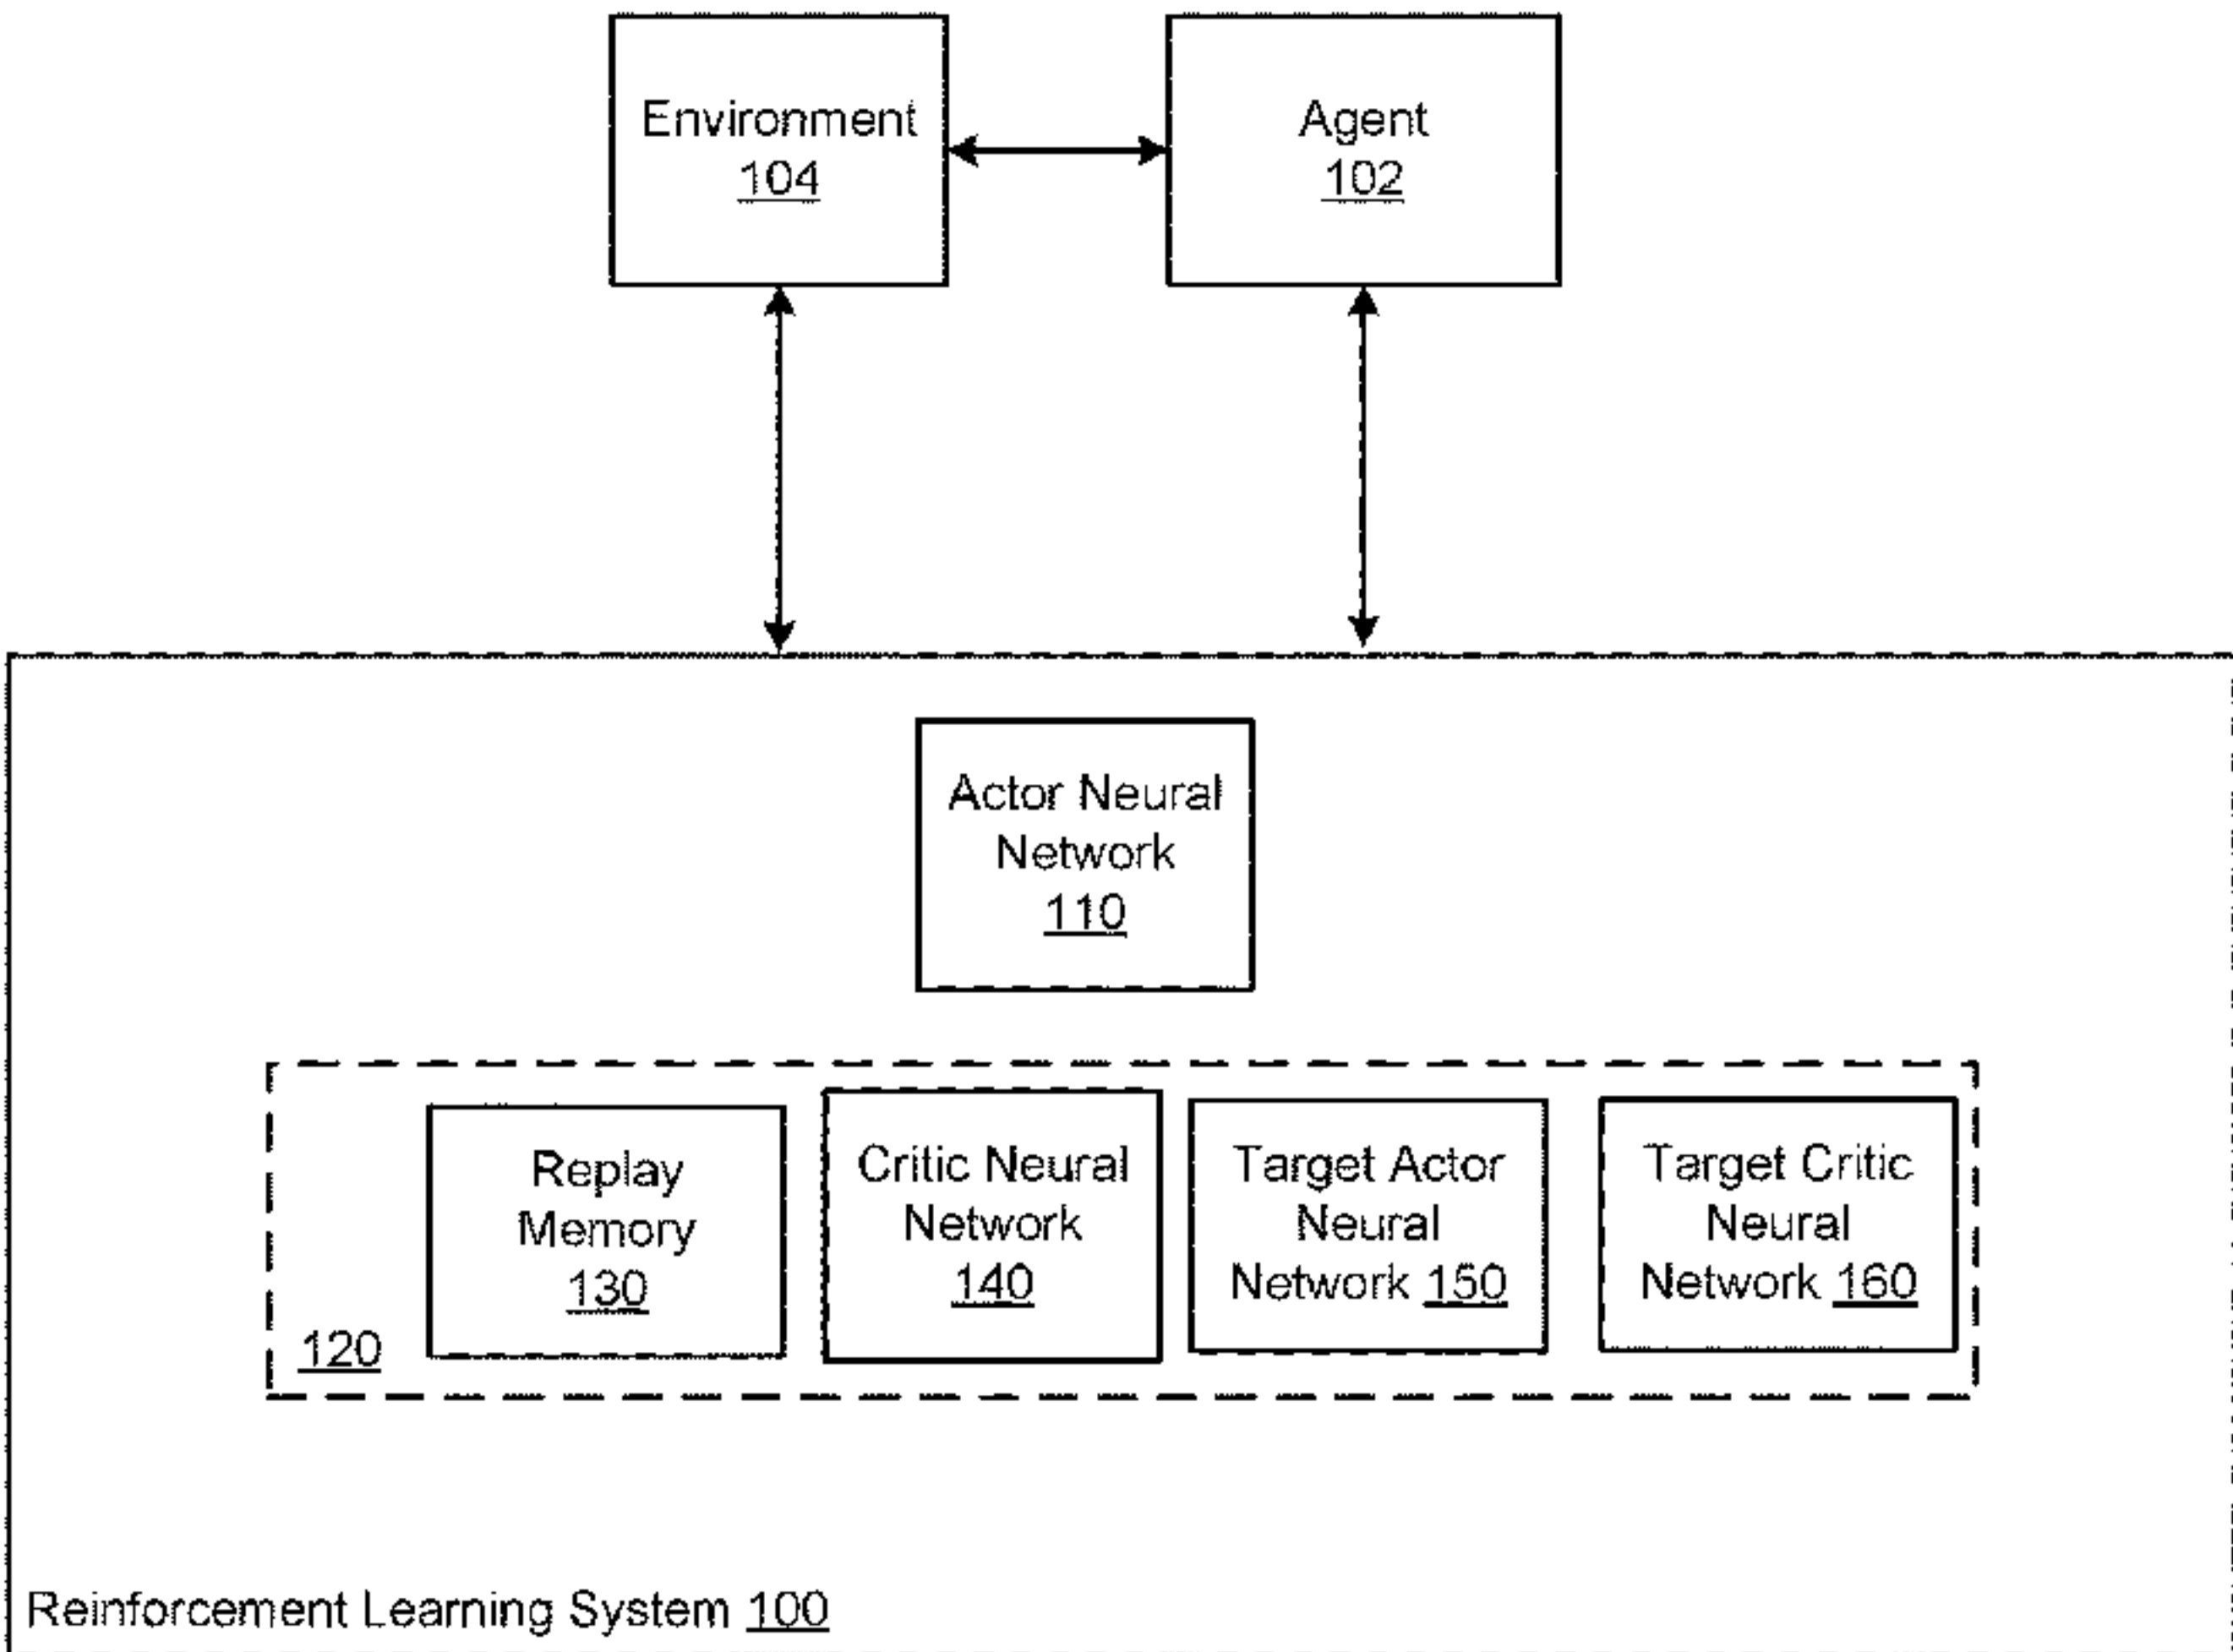 Environment
104
Agent
102
Actor Neural
Network
110
Replay
Memory
130
Critic Neural
Network
140
Target Actor
Neural
Network 150
Target Critic
Neural
Network 160
120
Reinforcement Learning System 100